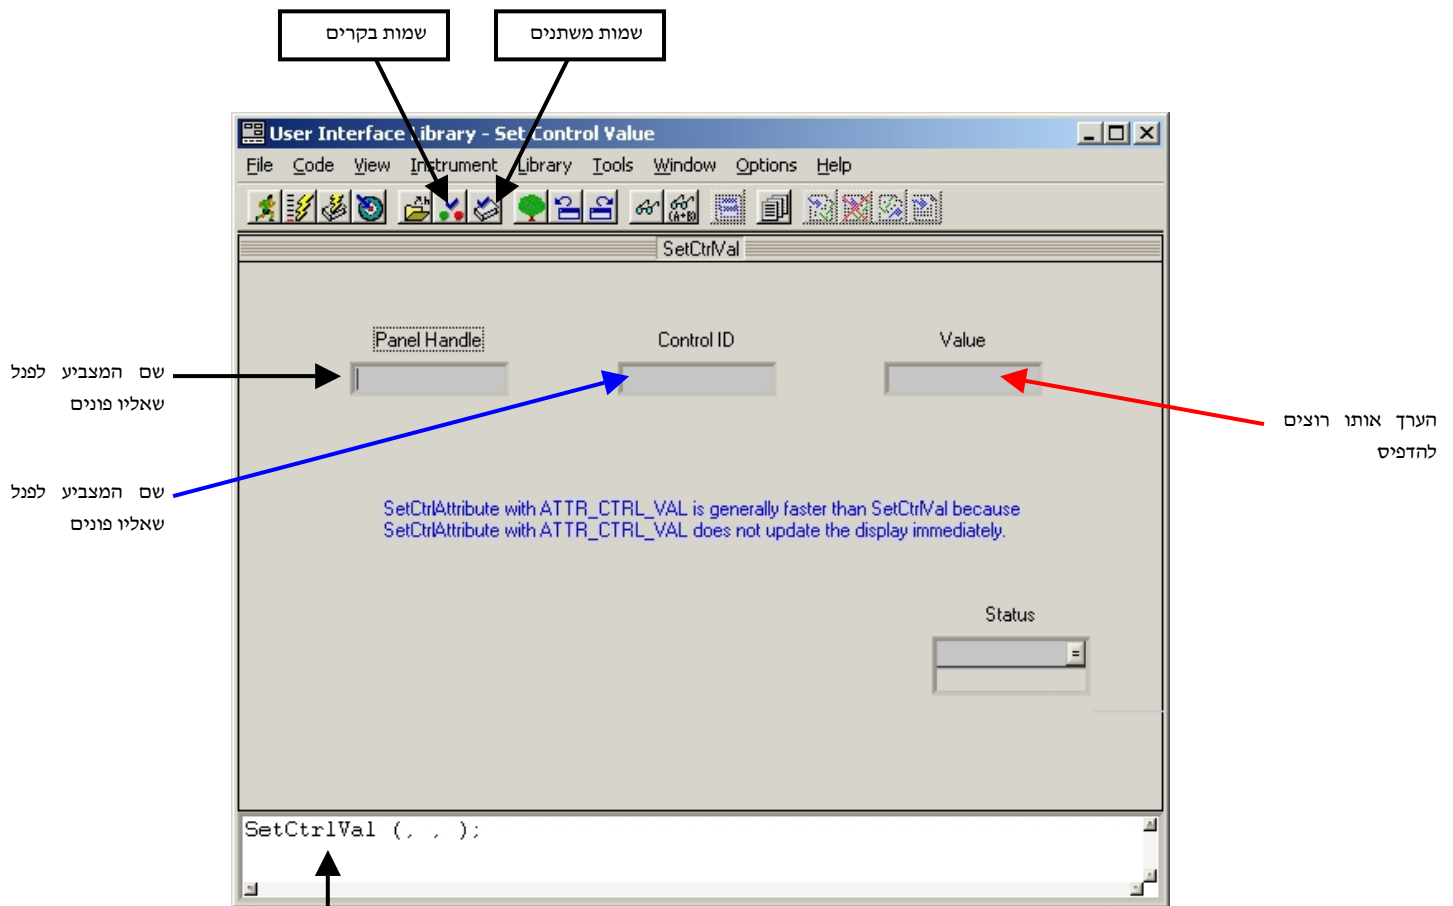 שמות בקרים
שמות משתנים
User Interface Library - Set Control Value
File Code View Instrument Library Tools Window Options Help
SetCtrlVal
Panel Handle
Control ID
Value
שם המצביע לפנל
שאליו פונים
הערך אותו רוצים
להדפיס
שם המצביע לפנל
שאליו פונים
SetCtrlAttribute with ATTR_CTRL_VAL is generally faster than SetCtrlVal because
SetCtrlAttribute with ATTR_CTRL_VAL does not update the display immediately.
Status
SetCtrlVal (, , );